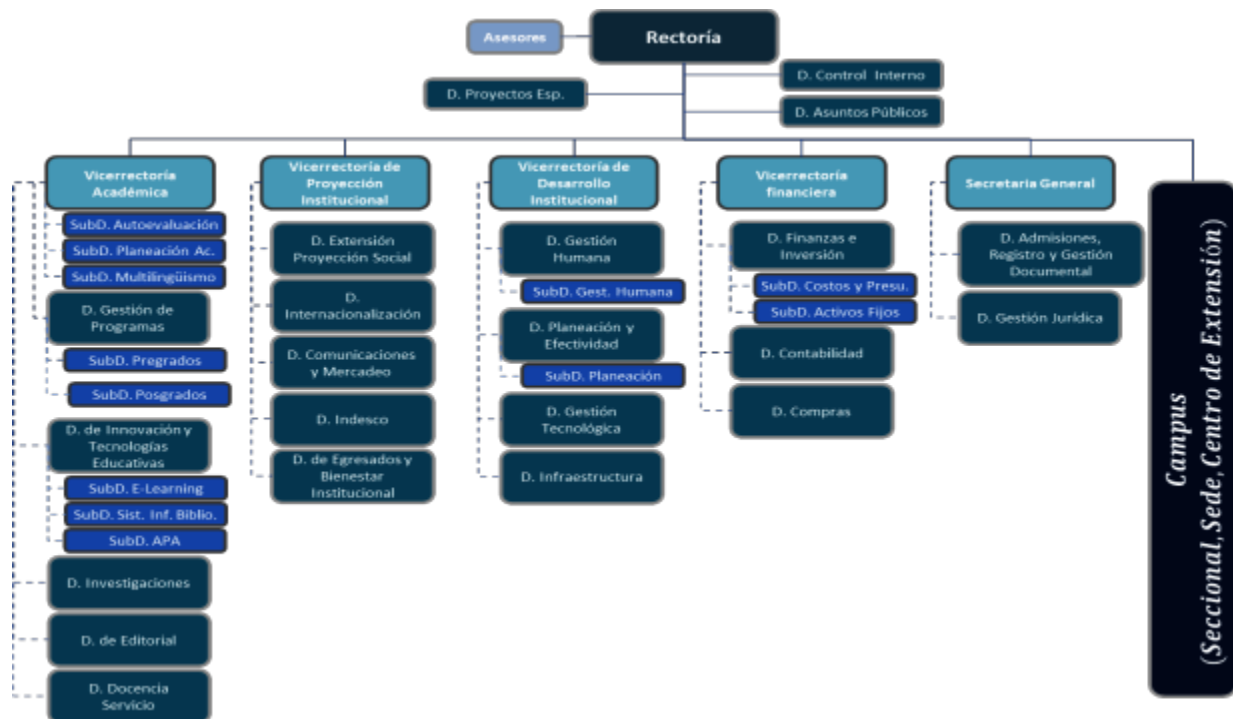 Asesores
Rectoría
D. Control Interno
D. Proyectos Esp.
D. Asuntos Públicos
Vicerrectoría
Académica
SubD. Autoevaluación
SubD. Planeación Ac.
SubD. Multilingüismo
D. Gestión de
Programas
SubD. Pregrados
SubD. Posgrados
D. de Innovación y
Tecnologías
Educativas
SubD. E-Learning
SubD. Sist. Inf. Biblio.
SubD. APA
D. Investigaciones
D. de Editorial
D. Docencia
Servicio
Vicerrectoría de
Proyección
Institucional
D. Extensión
Proyección Social
D.
Internacionalización
D. Comunicaciones
y Mercadeo
D. Indesco
D. de Egresados y
Bienestar
Institucional
Vicerrectoría de
Desarrollo
Institucional
D. Gestión
Humana
SubD. Gest. Humana
D. Planeación y
Efectividad
SubD. Planeación
D. Gestión
Tecnológica
D. Infraestructura
Vicerrectoría
financiera
D. Finanzas e
Inversión
SubD. Costos y Presu.
SubD. Activos Fijos
D. Contabilidad
D. Compras
Secretaria General
D. Admisiones,
Registro y Gestión
Documental
D. Gestión Jurídica
Campus
(Seccional, Sede, Centro de Extensión)